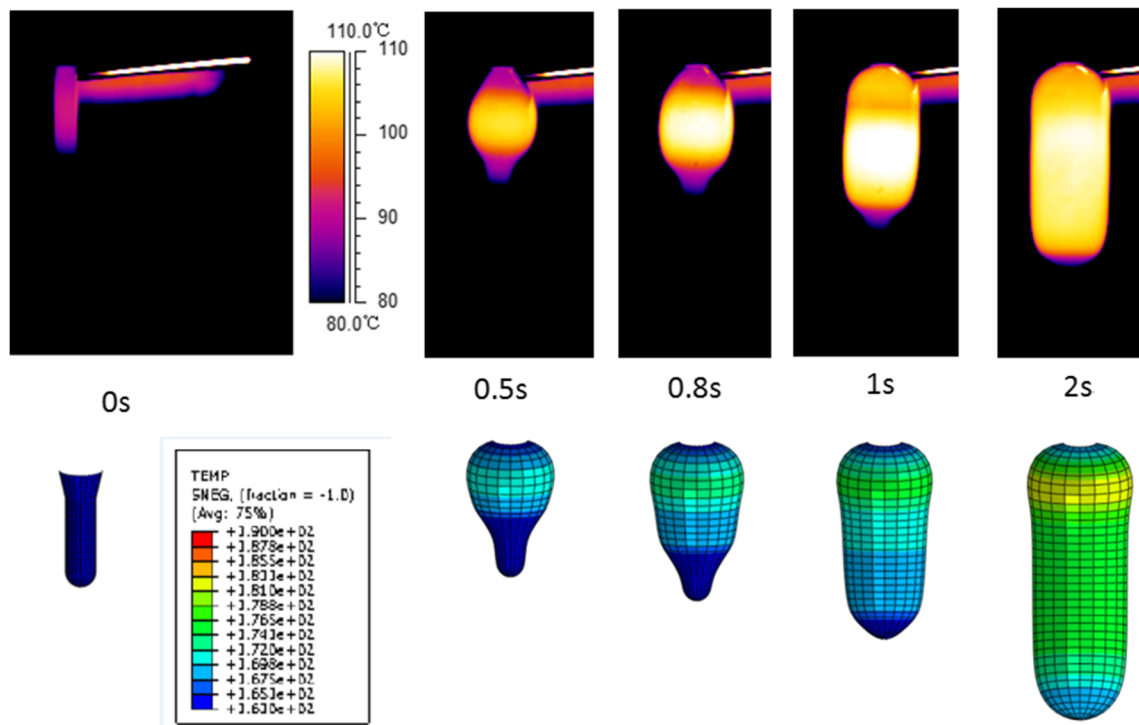 110.0℃
110
100
90
80
80.0℃
0s
0.5s
0.8s
1s
2s
TEMP
SNEG, (fraction = -1.0)
(Avg: 75%)
+3.900e+02
+3.878e+02
+3.855e+02
+3.833e+02
+3.810e+02
+3.788e+02
+3.765e+02
+3.743e+02
+3.720e+02
+3.698e+02
+3.675e+02
+3.653e+02
+3.630e+02